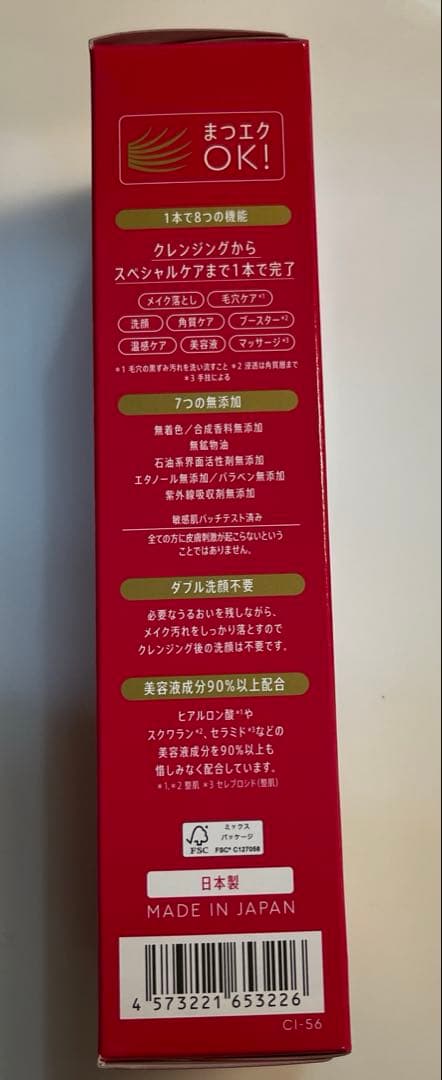 まつエク
OK!
1本で8つの機能
クレンジングから
スペシャルケアまで1本で完了
メイク落とし 毛穴ケア*1
洗顔 角質ケア ブースター*2
温感ケア 美容液 マッサージ*3
*1 毛穴の黒ずみ汚れを洗い流すこと *2 浸透は角質層まで
*3 手技による
7つの無添加
無着色/合成香料無添加
無鉱物油
石油系界面活性剤無添加
エタノール無添加/パラベン無添加
紫外線吸収剤無添加
敏感肌パッチテスト済み
全ての方に皮膚刺激が起こらないという
ことではありません。
ダブル洗顔不要
必要なうるおいを残しながら、
メイク汚れをしっかり落とすので
クレンジング後の洗顔は不要です。
美容液成分90%以上配合
ヒアルロン酸*1や
スクワラン*2、セラミド*3などの
美容液成分を90%以上も
惜しみなく配合しています。
*1,*2 整肌 *3 セレブロシド(整肌)
ミックス
パッケージ
FSC FSC® C127058
日本製
MADE IN JAPAN
4 573221 653226
CI-56